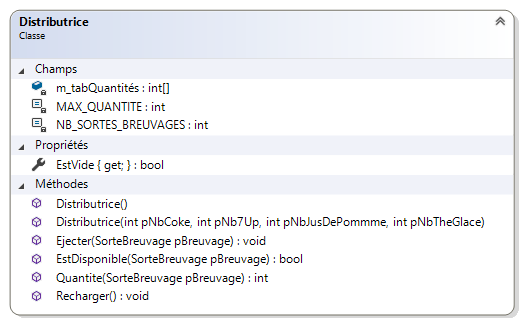 Distributrice
Classe
Champs
m_tabQuantités : int[]
MAX_QUANTITE : int
NB_SORTES_BREUVAGES : int
Propriétés
EstVide { get; } : bool
Méthodes
Distributrice()
Distributrice(int pNbCoke, int pNb7Up, int pNbJusDePommme, int pNbTheGlace)
Ejecter(SorteBreuvage pBreuvage) : void
EstDisponible(SorteBreuvage pBreuvage) : bool
Quantite(SorteBreuvage pBreuvage) : int
Recharger() : void